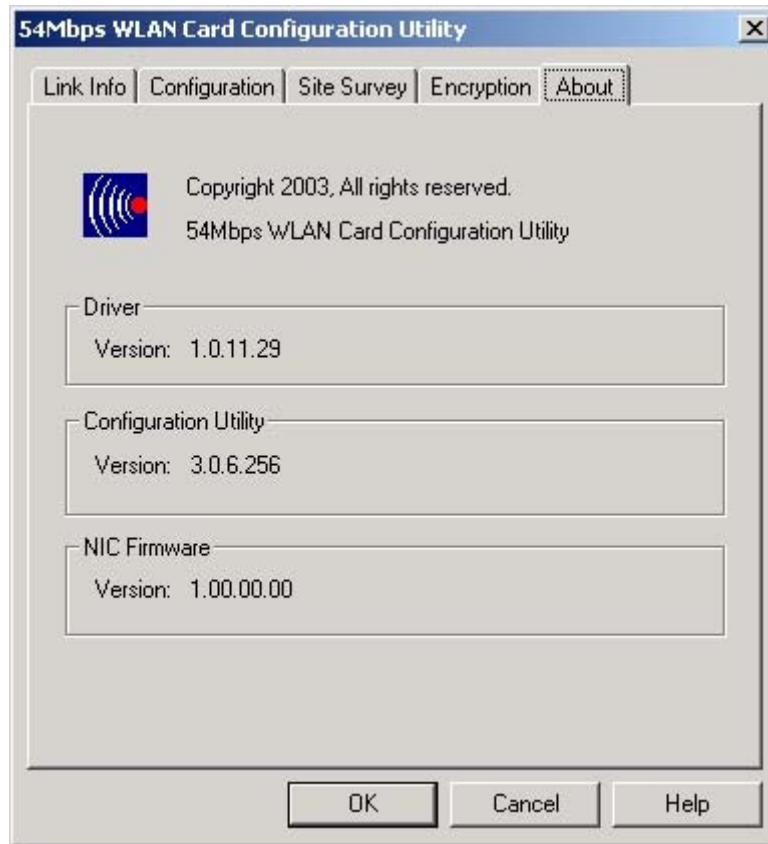 54Mbps WLAN Card Configuration Utility
Link Info Configuration Site Survey Encryption About
Copyright 2003, All rights reserved.
54Mbps WLAN Card Configuration Utility
Driver
Version: 1.0.11.29
Configuration Utility
Version: 3.0.6.256
NIC Firmware
Version: 1.00.00.00
OK Cancel Help